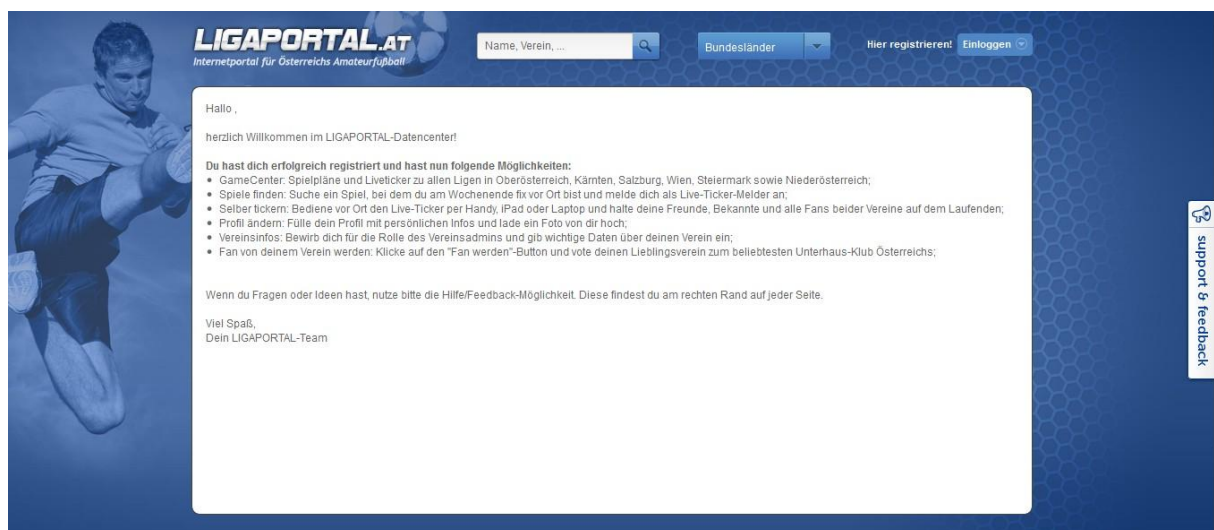 LIGAPORTAL.AT
Internetportal für Österreichs Amateurfußball
Name, Verein, ...
Bundesländer
Hier registrieren!
Einloggen
Hallo ,
herzlich Willkommen im LIGAPORTAL-Datencenter!
Du hast dich erfolgreich registriert und hast nun folgende Möglichkeiten:
• GameCenter: Spielpläne und Liveticker zu allen Ligen in Oberösterreich, Kärnten, Salzburg, Wien, Steiermark sowie Niederösterreich;
• Spiele finden: Suche ein Spiel, bei dem du am Wochenende fix vor Ort bist und melde dich als Live-Ticker-Melder an;
• Selber tickern: Bediene vor Ort den Live-Ticker per Handy, iPad oder Laptop und halte deine Freunde, Bekannte und alle Fans beider Vereine auf dem Laufenden;
• Profil ändern: Fülle dein Profil mit persönlichen Infos und lade ein Foto von dir hoch;
• Vereinsinfos: Bewirb dich für die Rolle des Vereinsadmins und gib wichtige Daten über deinen Verein ein;
• Fan von deinem Verein werden: Klicke auf den "Fan werden"-Button und vote deinen Lieblingsverein zum beliebtesten Unterhaus-Klub Österreichs;
Wenn du Fragen oder Ideen hast, nutze bitte die Hilfe/Feedback-Möglichkeit. Diese findest du am rechten Rand auf jeder Seite.
Viel Spaß,
Dein LIGAPORTAL-Team
support & feedback